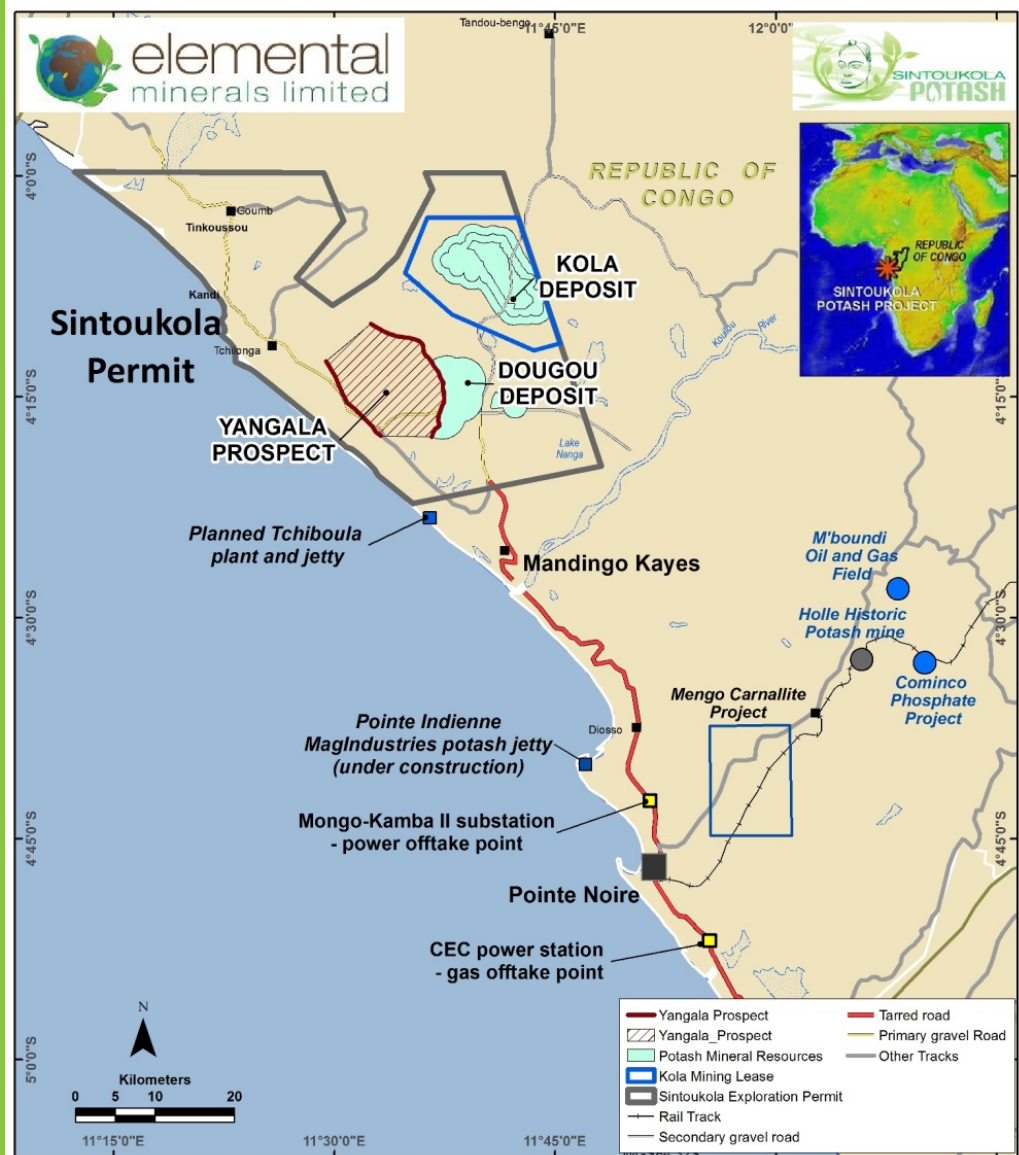 elemental
minerals limited
Tandou-bengo
11°45'0"E
12°0'0"E
SINTOUKOLA
POTASH
REPUBLIC OF
CONGO
REPUBLIC
OF CONGO
SINTOUKOLA
POTASH PROJECT
4°0'0"S
4°0'0"S
Goumb
Tinkoussou
KOLA
DEPOSIT
Kandi
Sintoukola
Permit
Tchilonga
Kouilou
River
DOUGOU
DEPOSIT
4°15'0"S
4°15'0"S
YANGALA
PROSPECT
Lake
Nanga
Planned Tchiboula
plant and jetty
Mandingo Kayes
M'boundi
Oil and Gas
Field
4°30'0"S
4°30'0"S
Holle Historic
Potash mine
Cominco
Phosphate
Project
Mengo Carnallite
Project
Pointe Indienne
MagIndustries potash jetty
(under construction)
Diosso
Mongo-Kamba II substation
- power offtake point
4°45'0"S
4°45'0"S
Pointe Noire
CEC power station
- gas offtake point
5°0'0"S
N
Kilometers
0 5 10 20
Yangala Prospect
Yangala_Prospect
Potash Mineral Resources
Kola Mining Lease
Sintoukola Exploration Permit
Rail Track
Secondary gravel road
Tarred road
Primary gravel Road
Other Tracks
11°15'0"E
11°30'0"E
11°45'0"E